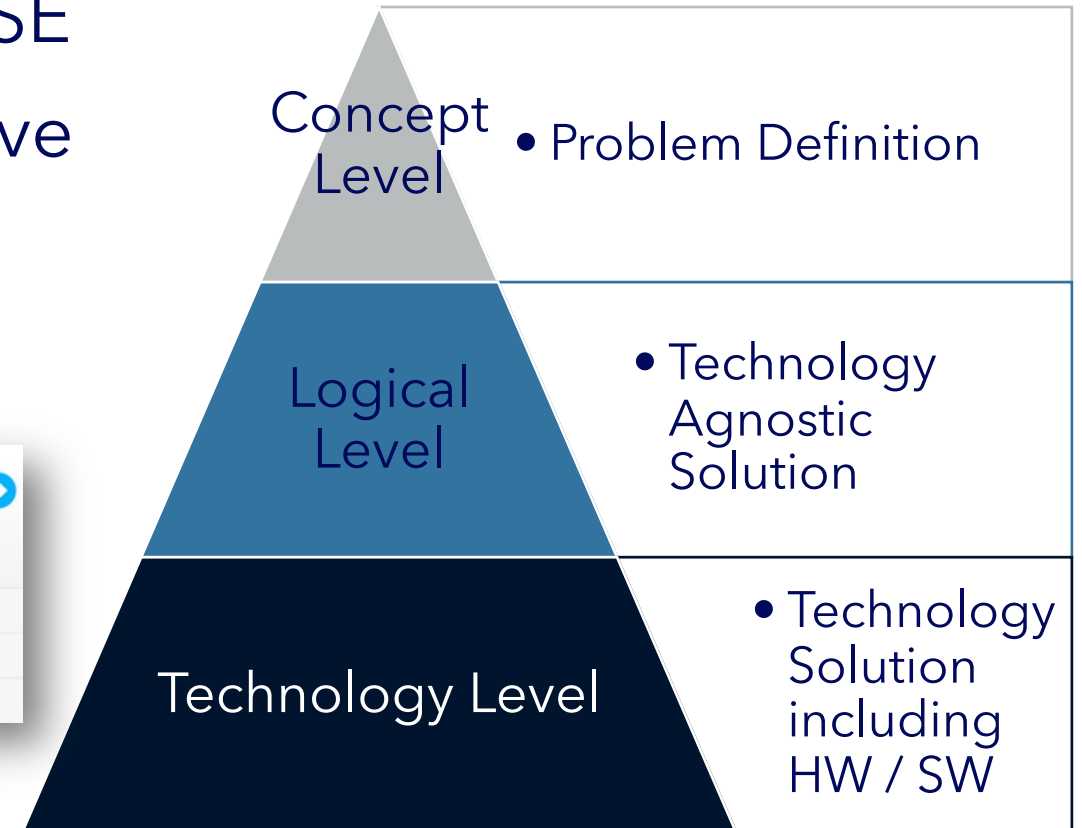 Concept
Level
• Problem Definition
Logical
Level
• Technology
Agnostic
Solution
Technology Level
• Technology
Solution
including
HW / SW